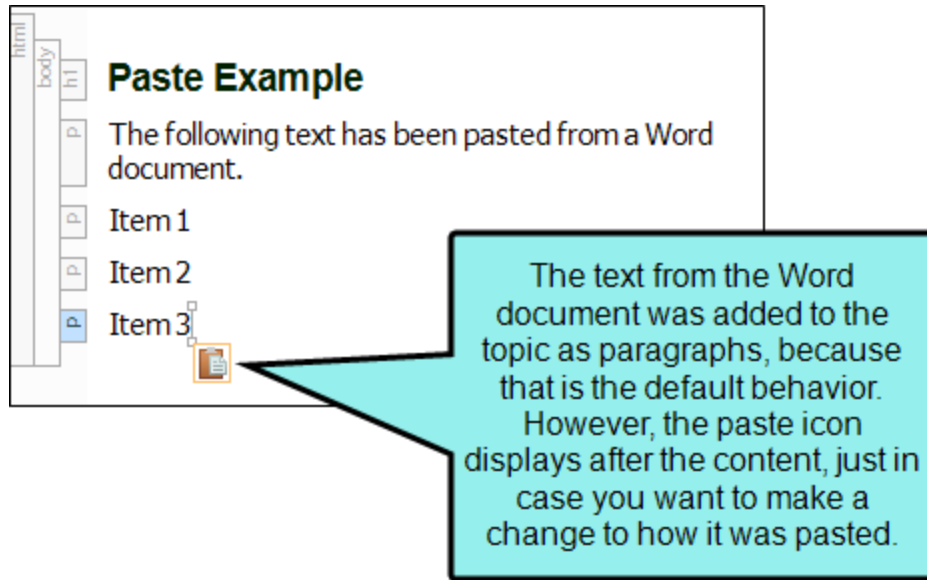 html
body
h1
Paste Example
p
The following text has been pasted from a Word
document.
p
Item 1
p
Item 2
p
Item 3
The text from the Word
document was added to the
topic as paragraphs, because
that is the default behavior.
However, the paste icon
displays after the content, just in
case you want to make a
change to how it was pasted.